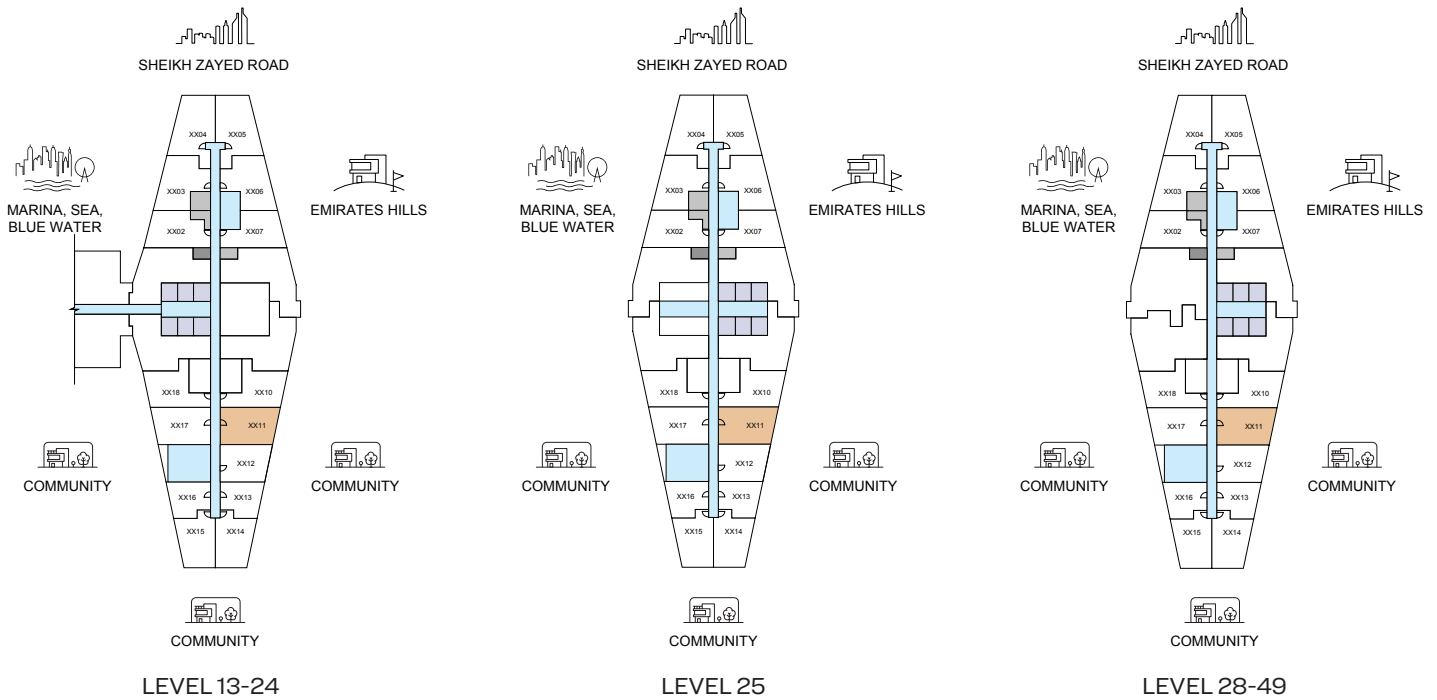 SHEIKH ZAYED ROAD
MARINA, SEA,
BLUE WATER
EMIRATES HILLS
XX04
XX05
XX03
XX06
XX02
XX07
XX18
XX10
XX17
XX11
XX12
XX16
XX13
XX15
XX14
COMMUNITY
COMMUNITY
COMMUNITY
LEVEL 13-24
SHEIKH ZAYED ROAD
MARINA, SEA,
BLUE WATER
EMIRATES HILLS
XX04
XX05
XX03
XX06
XX02
XX07
XX18
XX10
XX17
XX11
XX12
XX16
XX13
XX15
XX14
COMMUNITY
COMMUNITY
COMMUNITY
LEVEL 25
SHEIKH ZAYED ROAD
MARINA, SEA,
BLUE WATER
EMIRATES HILLS
XX04
XX05
XX03
XX06
XX02
XX07
XX18
XX10
XX17
XX11
XX12
XX16
XX13
XX15
XX14
COMMUNITY
COMMUNITY
COMMUNITY
LEVEL 28-49